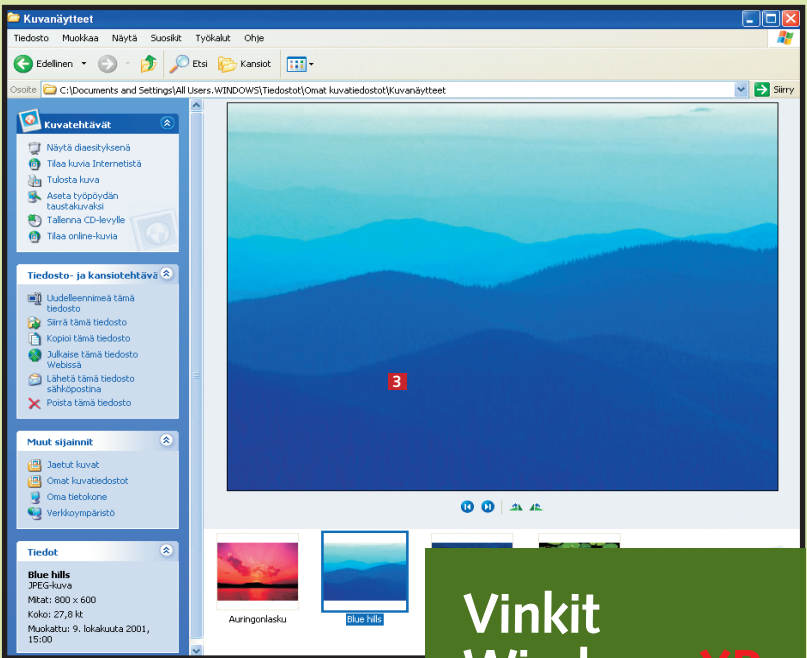 Kuvanäytteet
Tiedosto Muokkaa Näytä Suosikit Työkalut Ohje
Edellinen Etsi Kansiot
Osoite C:\Documents and Settings\All Users.WINDOWS\Tiedostot\Omat kuvatiedostot\Kuvanäytteet Siirry
Kuvatehtävät
Näytä diaesityksenä
Tilaa kuvia Internetistä
Tulosta kuva
Aseta työpöydän
taustakuvaksi
Tallenna CD-levylle
Tilaa online-kuvia
Tiedosto- ja kansiotehtävä
Uudelleennimeä tämä
tiedosto
Siirrä tämä tiedosto
Kopioi tämä tiedosto
Julkaise tämä tiedosto
Webissä
Lähetä tämä tiedosto
sähköpostina
Poista tämä tiedosto
Muut sijainnit
Jaetut kuvat
Omat kuvatiedostot
Oma tietokone
Verkkoympäristö
Tiedot
Blue hills
JPEG-kuva
Mitat: 800 x 600
Koko: 27,8 kt
Muokattu: 9. lokakuuta 2001,
15:00
3
Auringonlasku
Blue hills
Vinkit
Windows XP